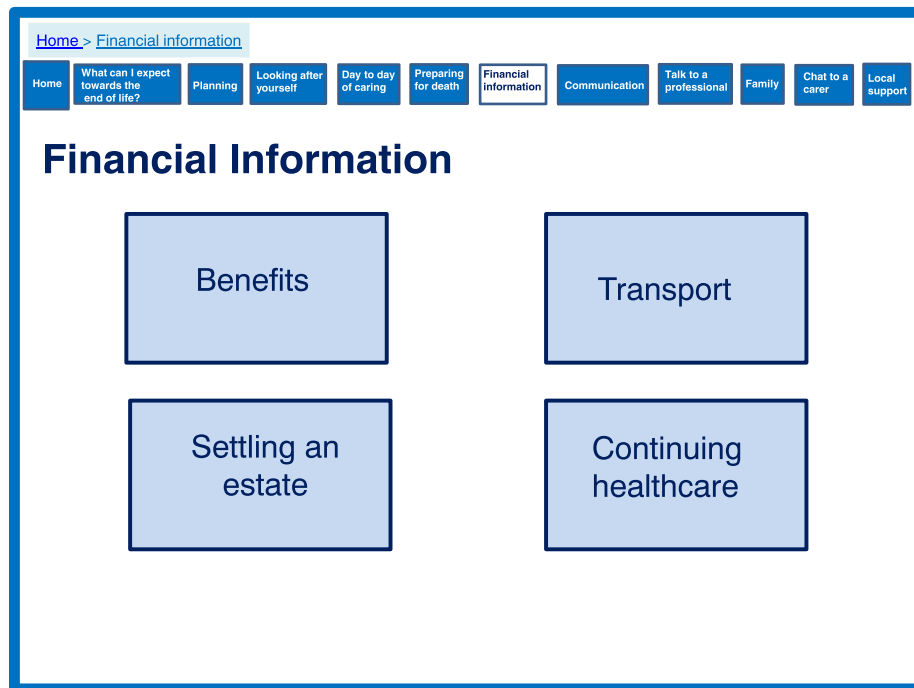 Home > Financial information
Home
What can I expect
towards the
end of life?
Planning
Looking after
yourself
Day to day
of caring
Preparing
for death
Financial
information
Communication
Talk to a
professional
Family
Chat to a
carer
Local
support
Financial Information
Benefits
Transport
Settling an
estate
Continuing
healthcare